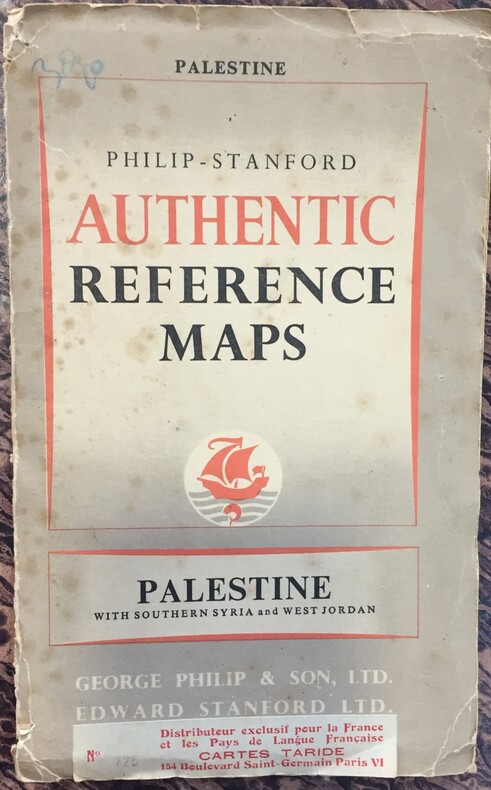 PALESTINE
PHILIP-STANFORD
AUTHENTIC
REFERENCE
MAPS
PALESTINE
WITH SOUTHERN SYRIA and WEST JORDAN
GEORGE PHILIP & SON, LTD.
EDWARD STANFORD LTD.
Distributeur exclusif pour la France
et les Pays de Langue Française
Nº 725 CARTES TARIDE
154 Boulevard Saint-Germain Paris VI